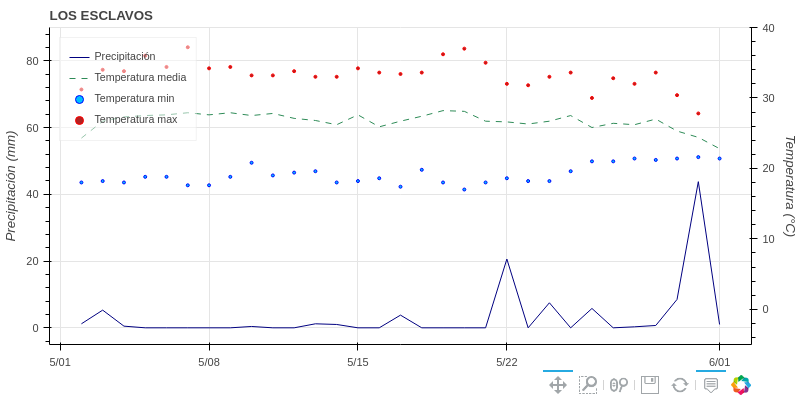 LOS ESCLAVOS
Precipitación
Temperatura media
Temperatura min
Temperatura max
Precipitación (mm)
80
60
40
20
0
Temperatura (°C)
40
30
20
10
0
5/01
5/08
5/15
5/22
6/01